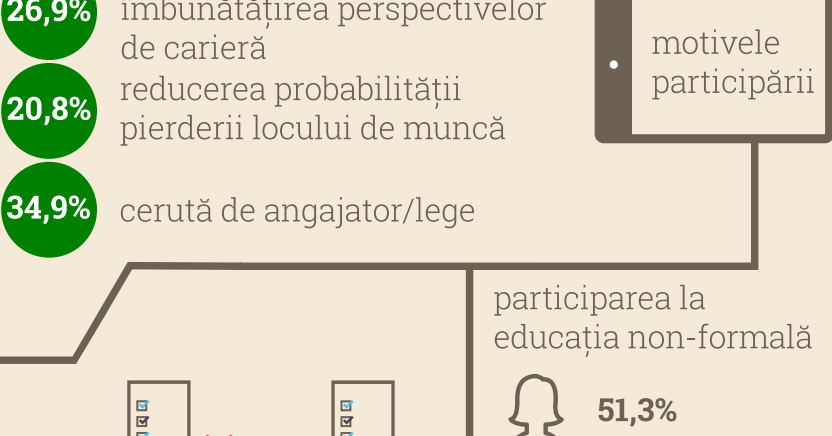 26,9%
îmbunătățirea perspectivelor
de carieră
20,8%
reducerea probabilității
pierderii locului de muncă
34,9%
cerută de angajator/lege
motivele
participării
participarea la
educația non-formală
51,3%